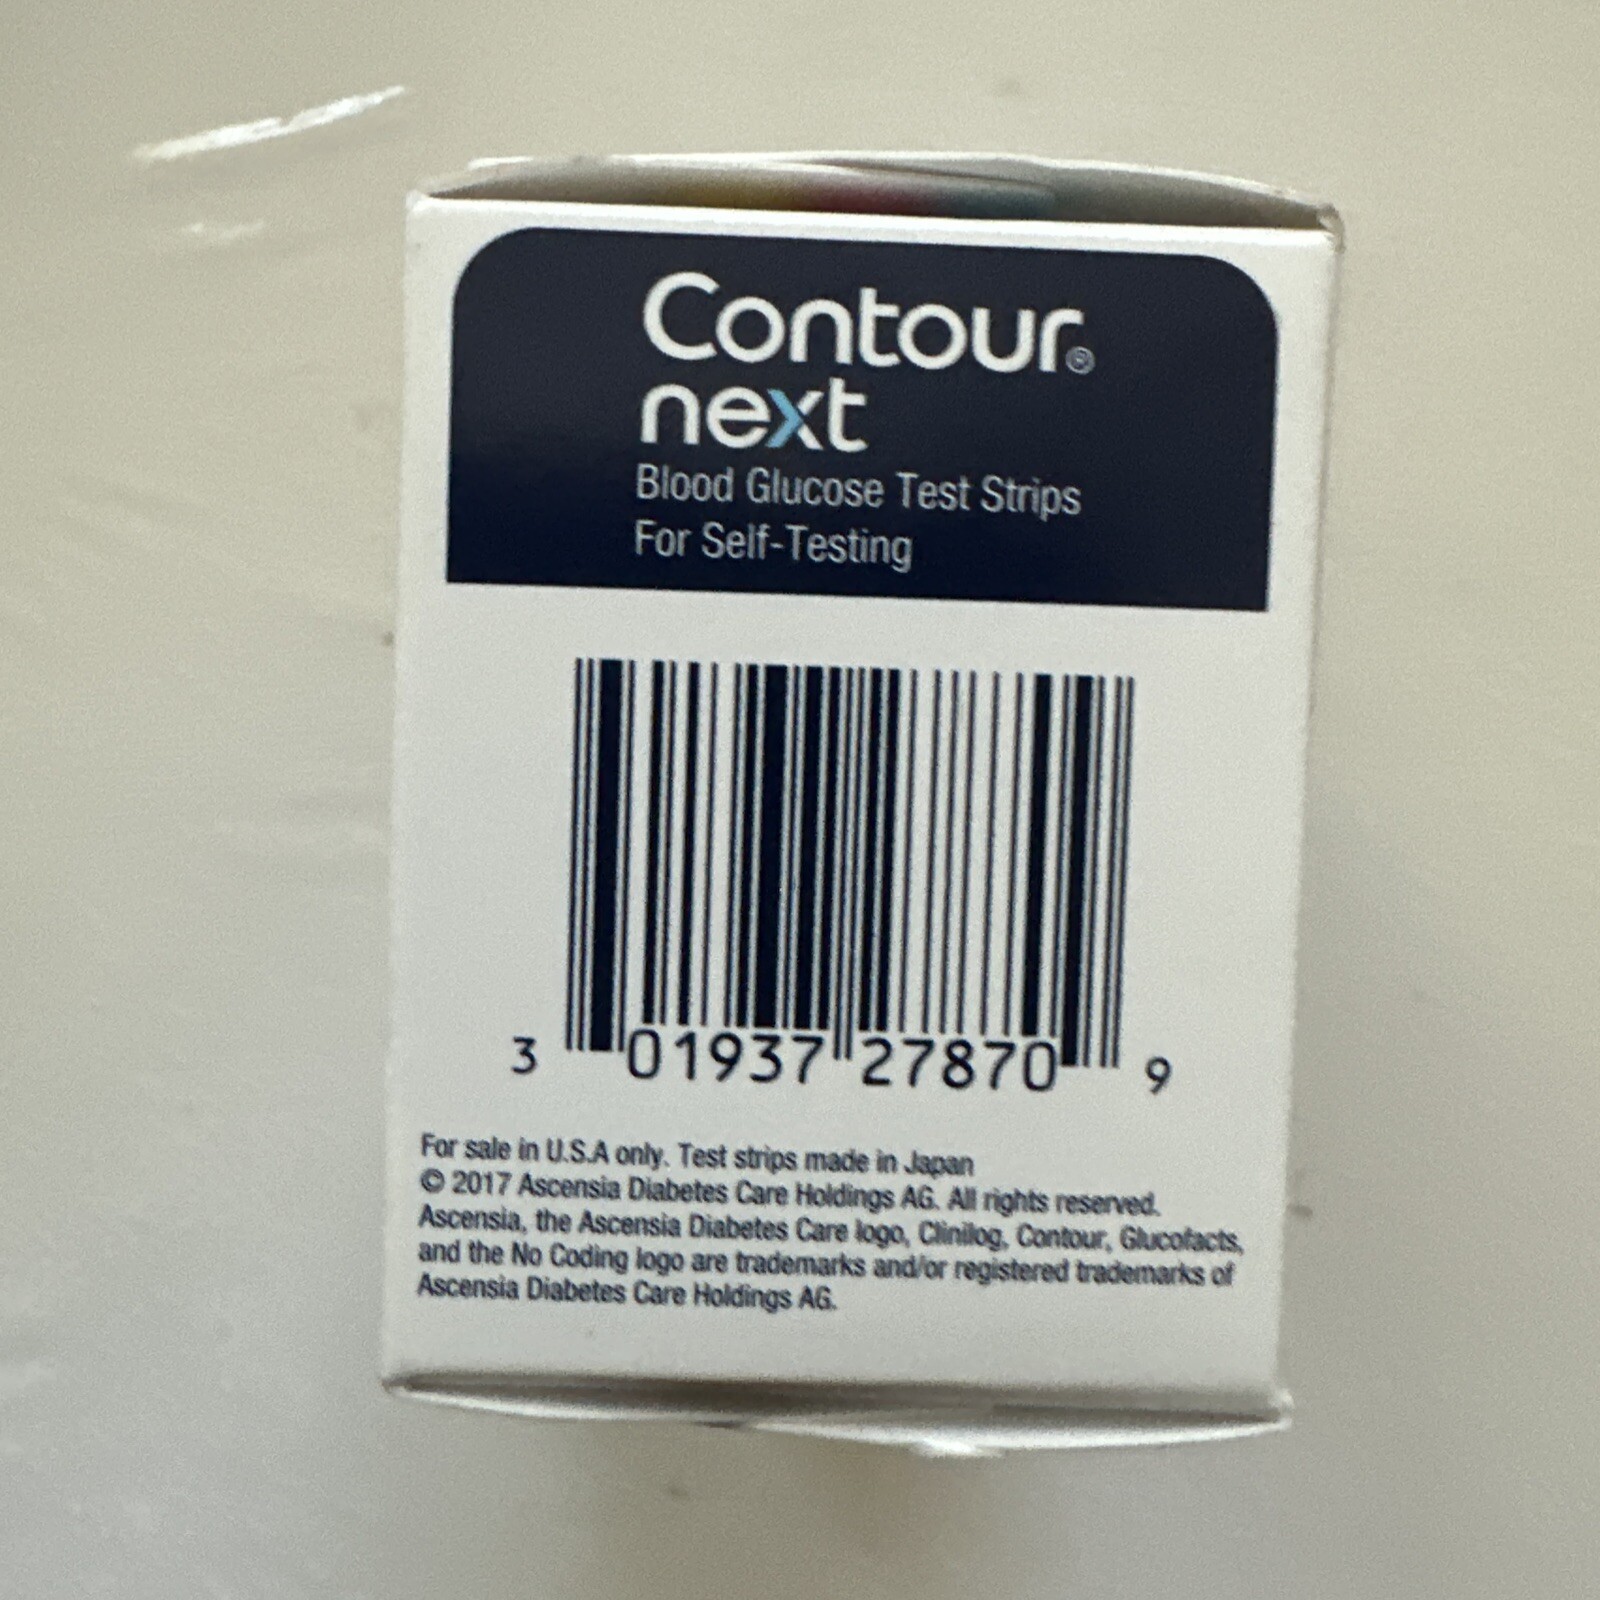 Contour®
next
Blood Glucose Test Strips
For Self-Testing
3 01937 27870 9
For sale in U.S.A only. Test strips made in Japan
© 2017 Ascensia Diabetes Care Holdings AG. All rights reserved.
Ascensia, the Ascensia Diabetes Care logo, Clinilog, Contour, Glucofacts,
and the No Coding logo are trademarks and/or registered trademarks of
Ascensia Diabetes Care Holdings AG.